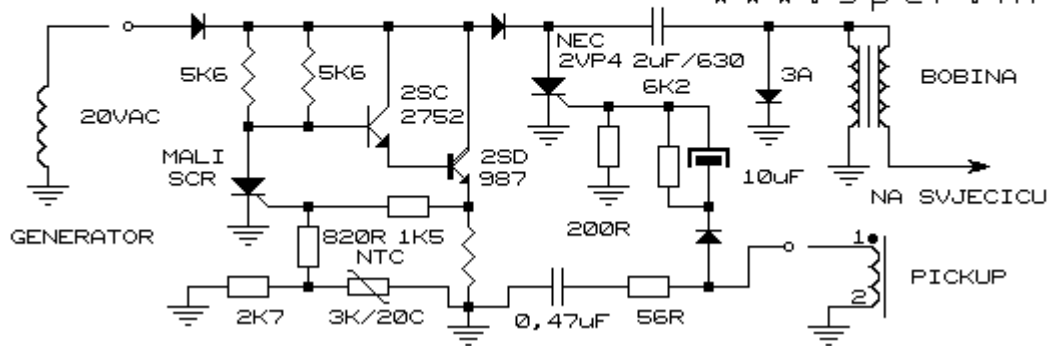 NEC
2VP4 2uF/630
5K6
5K6
6K2
3A
BOBINA
20VAC
2SC
2752
MALI
SCR
2SD
987
10uF
NA SVJECICU
GENERATOR
820R 1K5
200R
NTC
1
PICKUP
2
2K7
3K/20C
0,47uF
56R